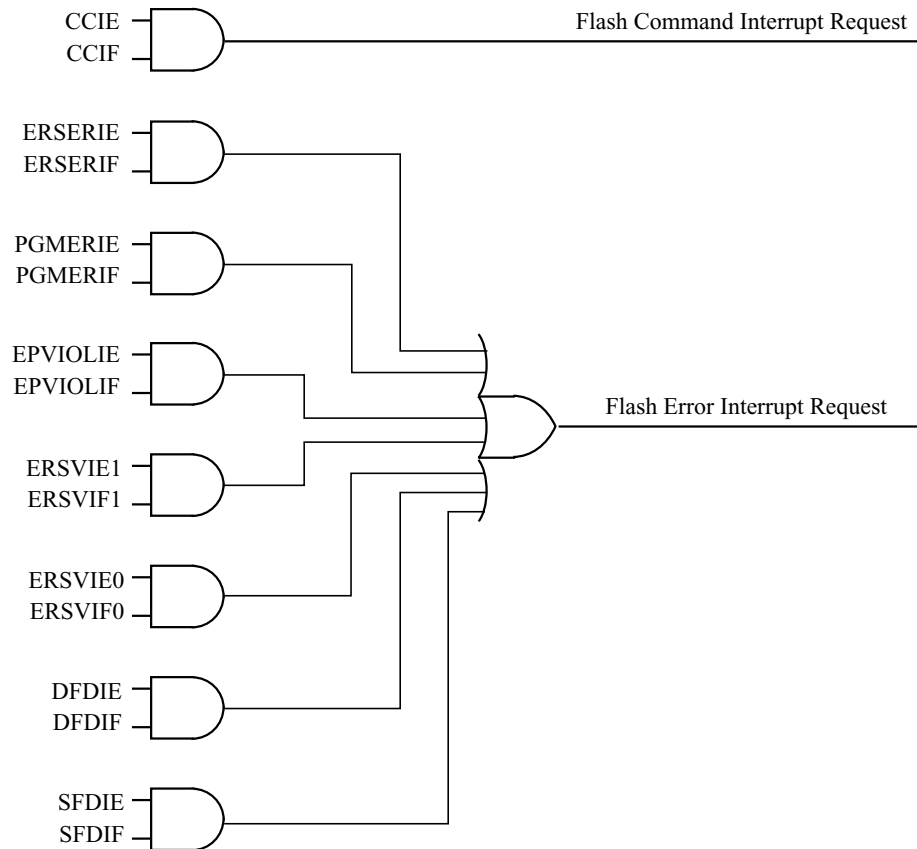 CCIE
CCIF
Flash Command Interrupt Request
ERSERIE
ERSERIF
PGMERIE
PGMERIF
EPVIOLIE
EPVIOLIF
Flash Error Interrupt Request
ERSVIE1
ERSVIF1
ERSVIE0
ERSVIF0
DFDIE
DFDIF
SFDIE
SFDIF